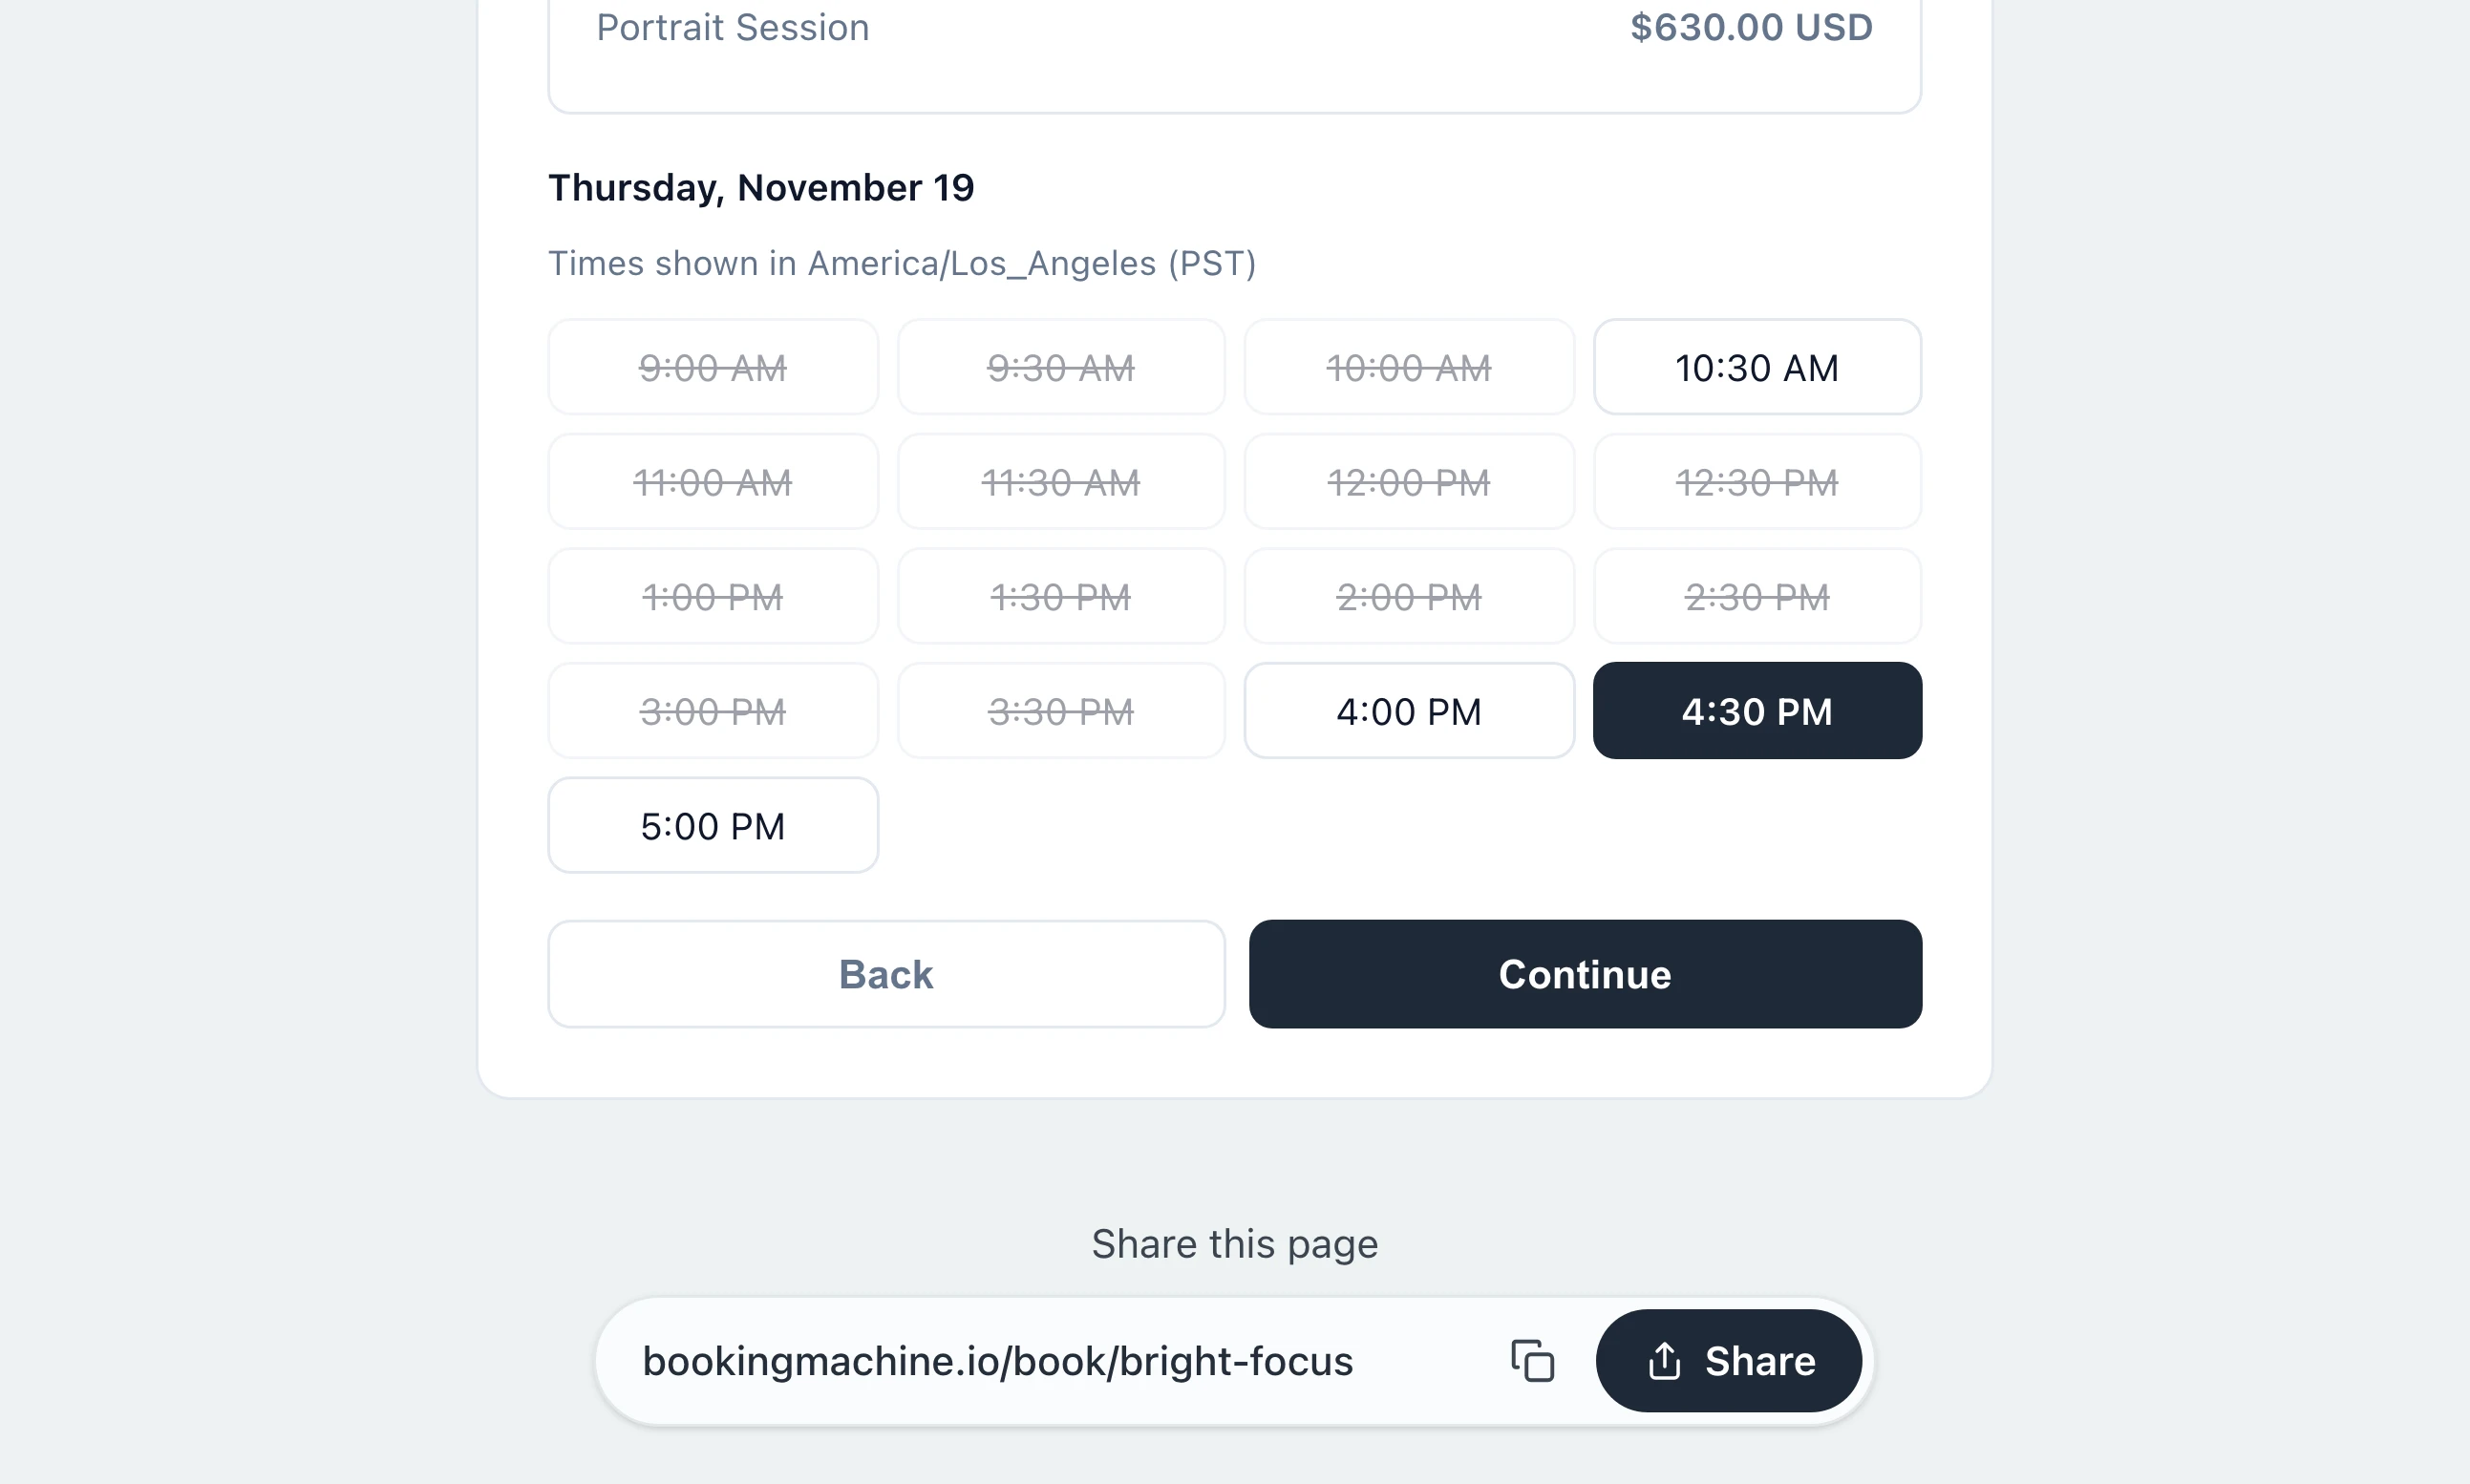 Portrait Session $630.00 USD
Thursday, November 19
Times shown in America/Los_Angeles (PST)
9:00 AM 9:30 AM 10:00 AM 10:30 AM
11:00 AM 11:30 AM 12:00 PM 12:30 PM
1:00 PM 1:30 PM 2:00 PM 2:30 PM
3:00 PM 3:30 PM 4:00 PM 4:30 PM
5:00 PM
Back Continue
Share this page
bookingmachine.io/book/bright-focus Share